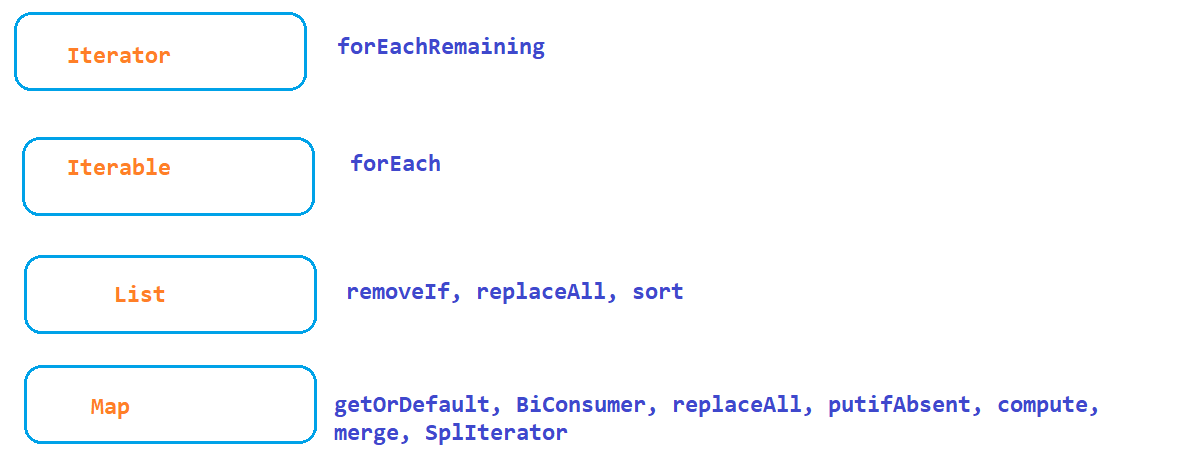 Iterator forEachRemaining
Iterable forEach
List removeIf, replaceAll, sort
Map getOrDefault, BiConsumer, replaceAll, putifAbsent, compute,
merge, SplIterator